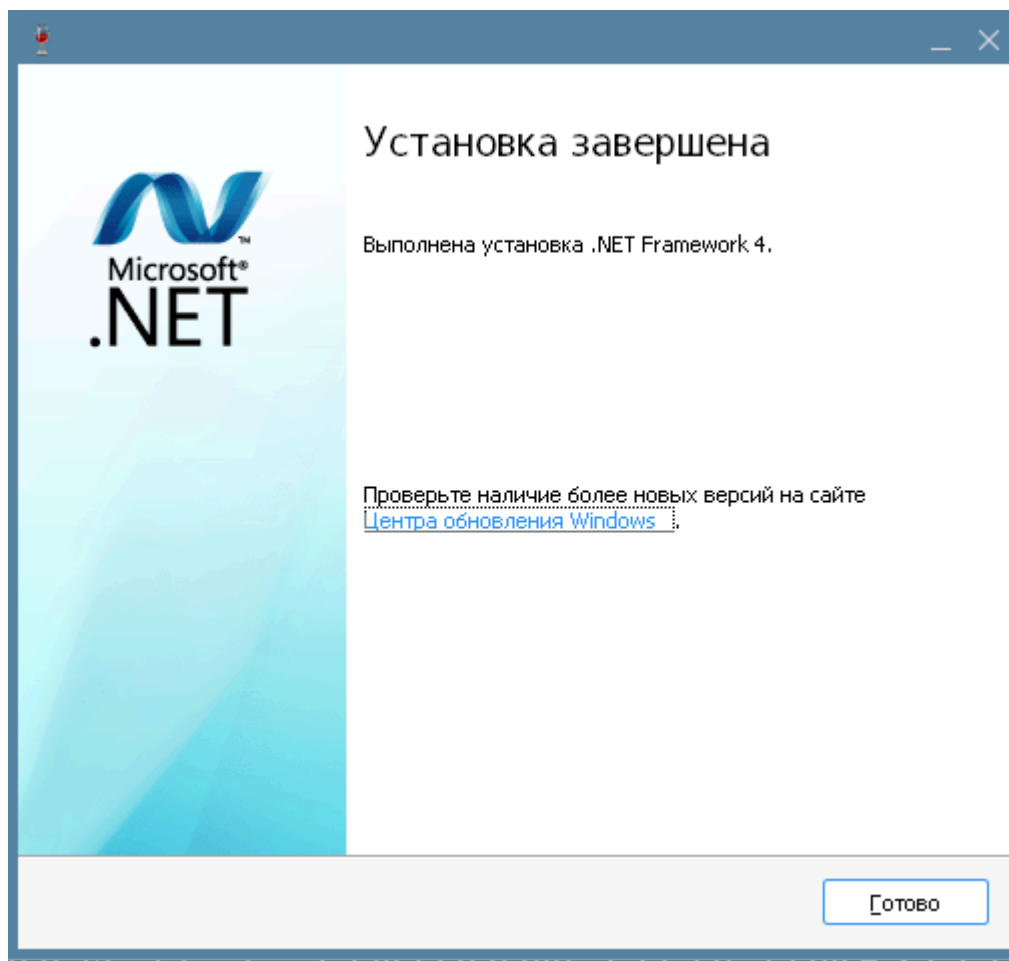 Установка завершена
Microsoft®
.NET
™
Выполнена установка .NET Framework 4.
Проверьте наличие более новых версий на сайте
Центра обновления Windows .
Готово